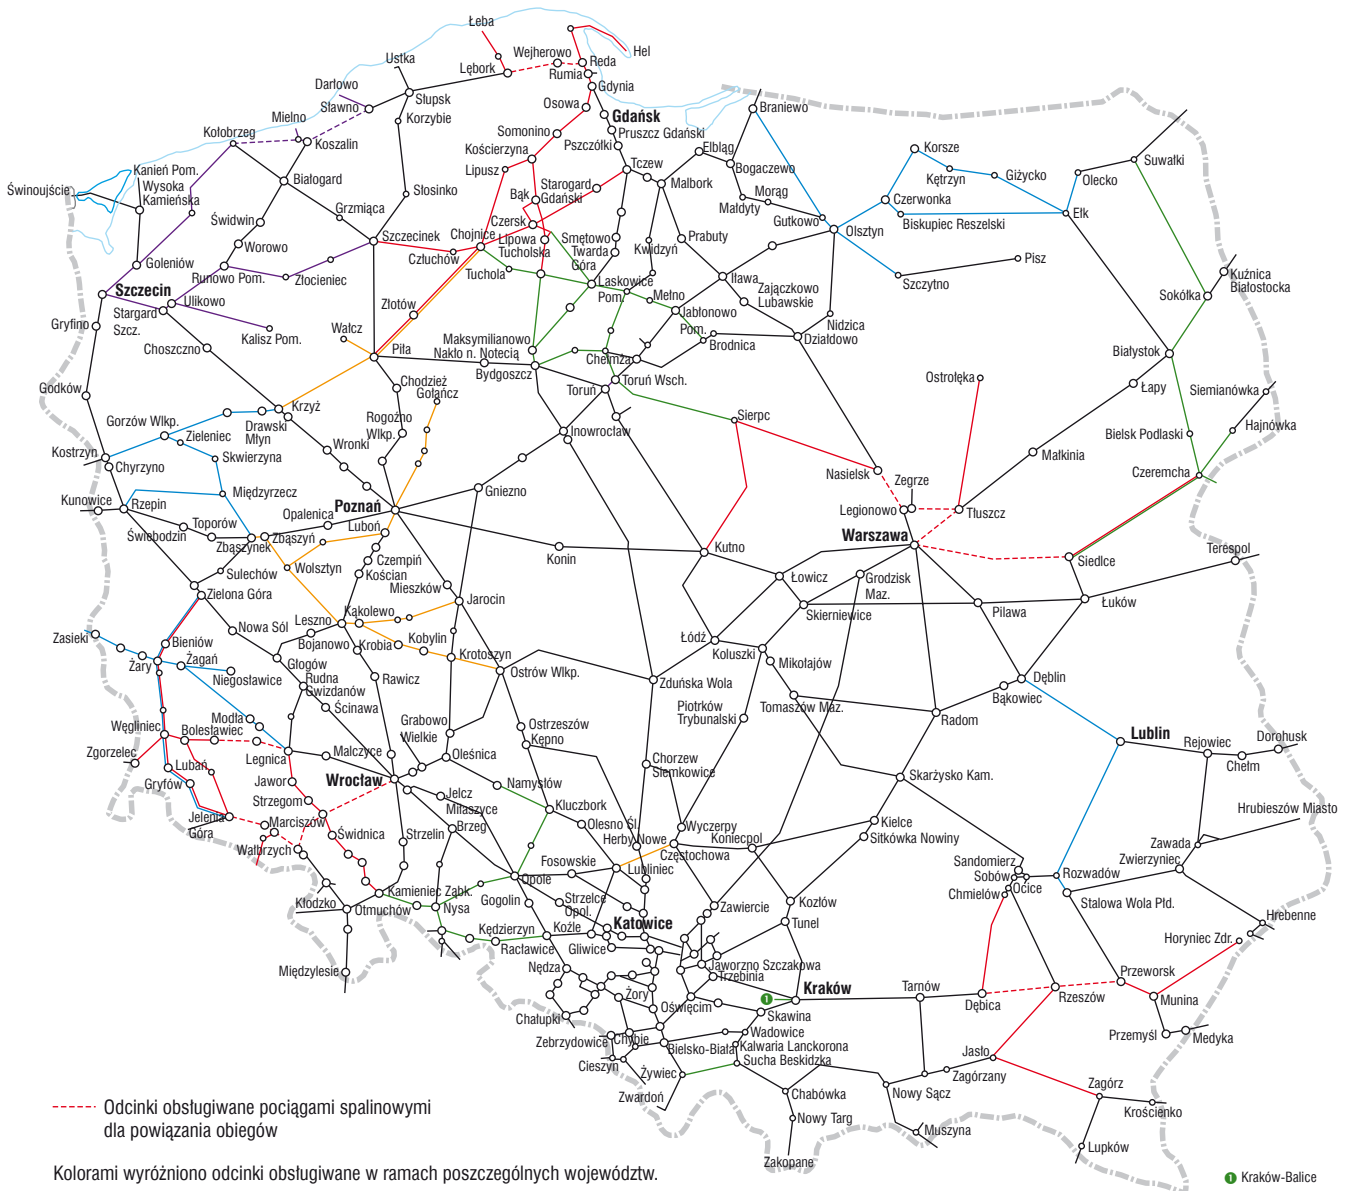 Łeba
Hel
Wejherowo
Reda
Ustka
Lębork
Rumia
Gdynia
Darłowo
Słupsk
Osowa
Braniewo
Sławno
Korzybie
Gdańsk
Mielno
Somonino
Pruszcz Gdański
Kołobrzeg
Koszalin
Kościerzyna
Pszczółki
Elbląg
Korsze
Suwałki
Kanień Pom.
Lipusz
Tczew
Bogaczewo
Kętrzyn
Giżycko
Olecko
Świnoujście
Wysoka
Kamieńska
Białogard
Słosinko
Bąk
Starogard
Gdański
Malbork
Morąg
Czerwonka
Grzmiąca
Małdyty
Gutkowo
Biskupiec Reszelski
Ełk
Świdwin
Szczecinek
Czersk
Chojnice
Lipowa
Tucholska
Smętowo
Twarda
Góra
Kwidzyń
Prabuty
Olsztyn
Worowo
Człuchów
Pisz
Goleniów
Runowo Pom.
Złocieniec
Tuchola
Laskowice
Pom.
Iława
Szczytno
Kuźnica
Białostocka
Szczecin
Ulikowo
Złotów
Mełno
Zajączkowo
Lubawskie
Sokółka
Stargard
Szcz.
Jabłonowo
Pom.
Nidzica
Gryfino
Kalisz Pom.
Wałcz
Maksymilianowo
Brodnica
Działdowo
Choszczno
Piła
Nakło n. Notecią
Chełmza
Białystok
Bydgoszcz
Toruń
Toruń Wsch.
Ostrołęka
Łapy
Siemianówka
Godków
Chodzież
Gołańcz
Krzyż
Rogoźno
Wlkp.
Sierpc
Gorzów Wlkp.
Drawski
Młyn
Zieleniec
Inowrocław
Bielsk Podlaski
Hajnówka
Kostrzyn
Wronki
Małkinia
Skwierzyna
Nasielsk
Zegrze
Czeremcha
Chyrzyno
Międzyrzecz
Gniezno
Kunowice
Rzepin
Poznań
Legionowo
Tłuszcz
Toporów
Opalenica
Luboń
Świebodzin
Zbąszynek
Zbąszyń
Warszawa
Konin
Kutno
Siedlce
Terespol
Wolsztyn
Czempiń
Sulechów
Kościan
Łowicz
Grodzisk
Maz.
Mieszków
Zielona Góra
Jarocin
Skierniewice
Pilawa
Łuków
Leszno
Kąkolewo
Zasieki
Bieniów
Nowa Sól
Bojanowo
Krobia
Kobylin
Łódź
Koluszki
Żary
Żagań
Głogów
Krotoszyn
Mikołajów
Niegosławice
Rudna
Gwizdanów
Rawicz
Ostrów Wlkp.
Zduńska Wola
Dęblin
Bąkowiec
Ścinawa
Piotrków
Trybunalski
Tomaszów Maz.
Radom
Węgliniec
Modła
Bolesławiec
Grabowo
Wielkie
Ostrzeszów
Kępno
Lublin
Dorohusk
Zgorzelec
Legnica
Malczyce
Oleśnica
Rejowiec
Chełm
Lubań
Chorzew
Siemkowice
Gryfów
Jawor
Wrocław
Namysłów
Skarżysko Kam.
Strzegom
Jelcz
Miłaszyce
Kluczbork
Hrubieszów Miasto
Jelenia
Góra
Marciszów
Brzeg
Olesno Śl.
Wyczerpy
Kielce
Świdnica
Strzelin
Herby Nowe
Koniecpol
Sitkówka Nowiny
Wałbrzych
Częstochowa
Zawada
Fosowskie
Lubliniec
Sandomierz
Zwierzyniec
Opole
Sobów
Ocice
Rozwadów
Kamieniec Ząbk.
Chmielów
Kłodzko
Otmuchów
Nysa
Gogolin
Strzelce
Opol.
Zawiercie
Kozłów
Stalowa Wola Płd.
Katowice
Tunel
Hrebenne
Kędzierzyn
Koźle
Racławice
Gliwice
Horyniec Zdr.
Międzylesie
Nędza
Jaworzno Szczakowa
Trzebinia
Przeworsk
Kraków
Tarnów
Żory
Oświęcim
Dębica
Rzeszów
Munina
Chałupki
Skawina
Zebrzydowice
Chybie
Wadowice
Przemyśl
Medyka
Bielsko-Biała
Kalwaria Lanckorona
Cieszyn
Sucha Beskidzka
Jasło
Żywiec
Zagórzany
Zagórz
Zwardoń
Chabówka
Nowy Sącz
Krościenko
Nowy Targ
Muszyna
Łupków
Zakopane
Odcinki obsługiwane pociągami spalinowymi
dla powiązania obiegów
Kolorami wyróżniono odcinki obsługiwane w ramach poszczególnych województw.
1 Kraków-Balice
1